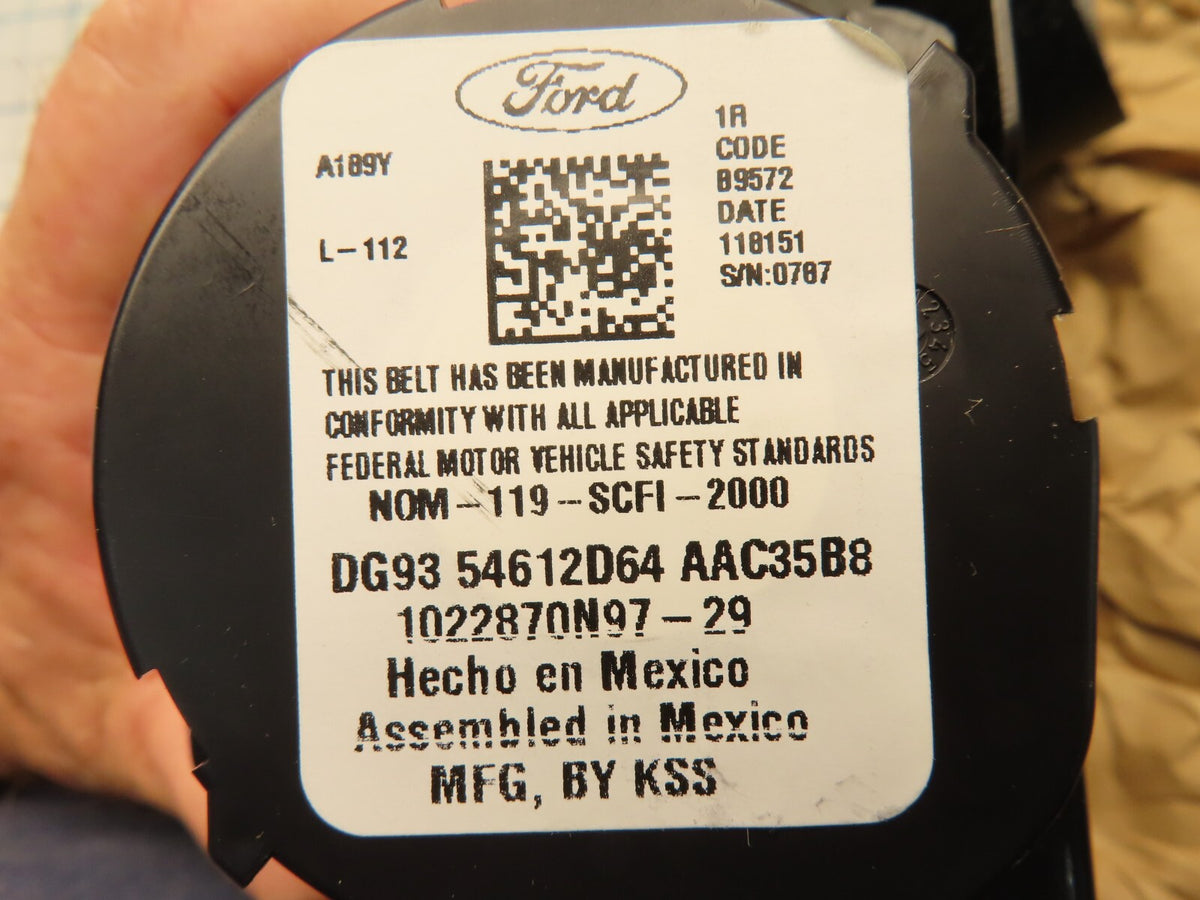 Ford
A189Y
L-112
1R
CODE
B9572
DATE
118151
S/N:0787
THIS BELT HAS BEEN MANUFACTURED IN
CONFORMITY WITH ALL APPLICABLE
FEDERAL MOTOR VEHICLE SAFETY STANDARDS
NOM-119-SCFI-2000
DG93 54612D64 AAC35B8
1022870N97-29
Hecho en Mexico
Assembled in Mexico
MFG, BY KSS
2345